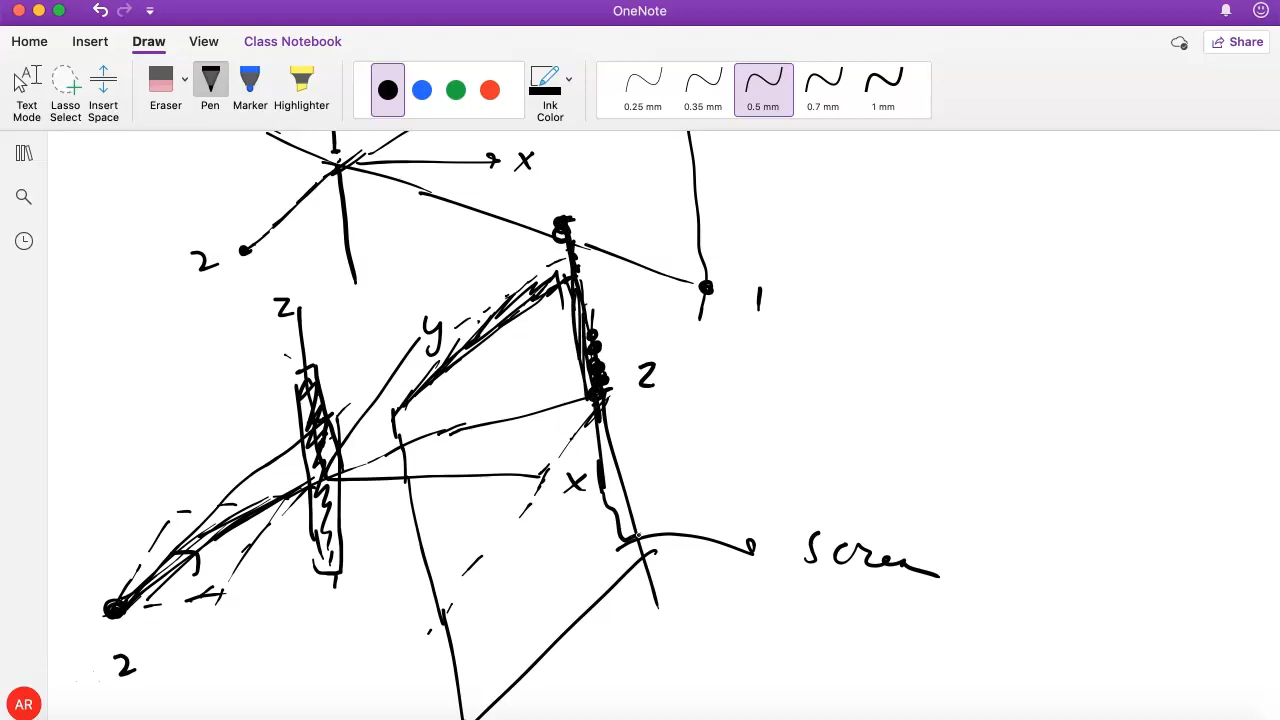 OneNote
Home Insert Draw View Class Notebook Share
Text Mode
Lasso Select
Insert Space
Eraser
Pen
Marker
Highlighter
Ink Color
0.25 mm 0.35 mm 0.5 mm 0.7 mm 1 mm
x
2
1
z
y
2
x
2
AR